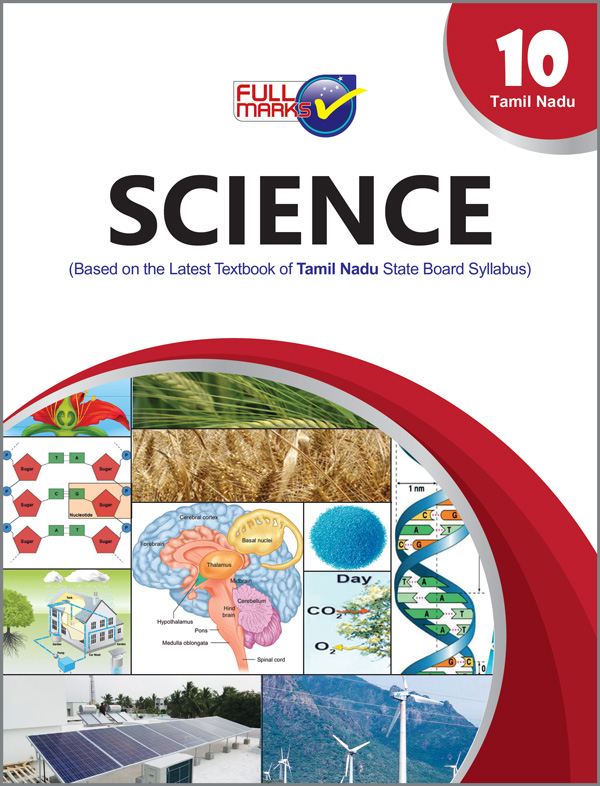 10
Tamil Nadu
FULL
MARKS
SCIENCE
(Based on the Latest Textbook of Tamil Nadu State Board Syllabus)
P
P
Sugar
T
A
Sugar
P
P
Sugar
C
G
Sugar
Nucleotide
P
P
Sugar
A
T
Sugar
Cerebral cortex
Forebrain
Basal nuclei
Thalamus
Midbrain
Cerebellum
Hypothalamus
Hind
brain
Pons
Medulla oblongata
Spinal cord
Day
CO2
O2
1 nm
C
G
A
T
C
G
T
A
A
T
G
C